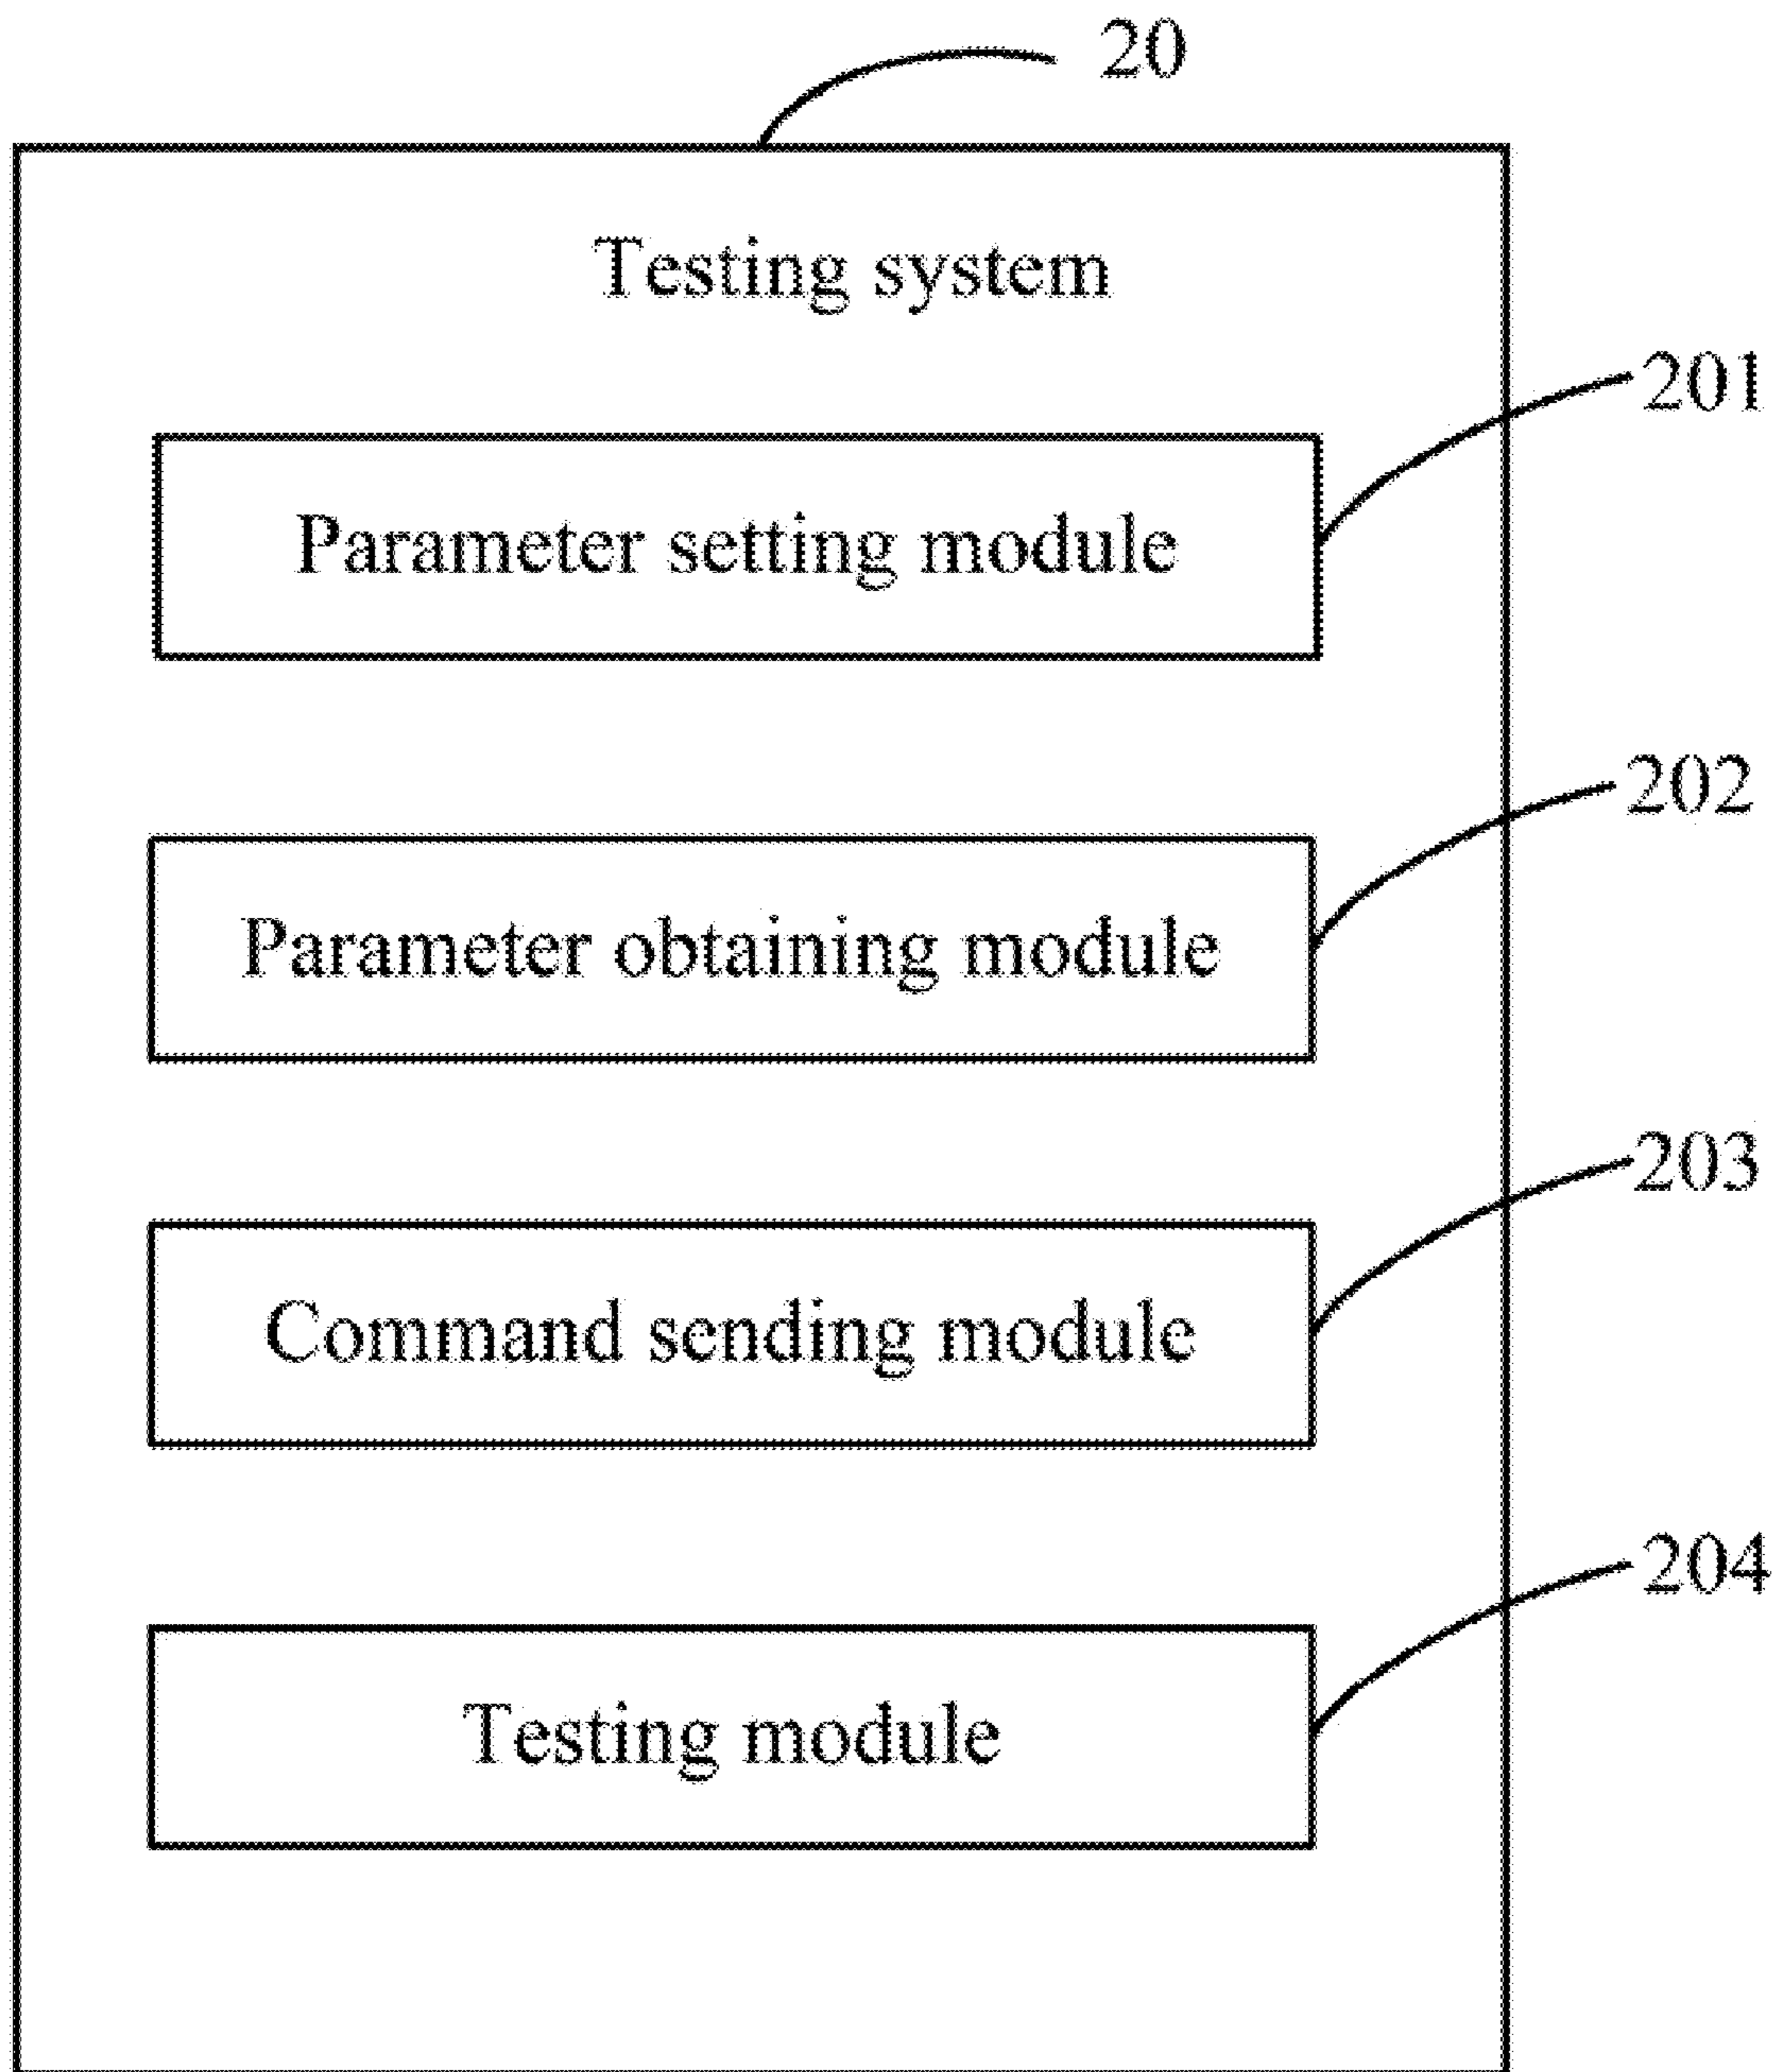 20
Testing system
201
Parameter setting module
202
Parameter obtaining module
203
Command sending module
204
Testing module